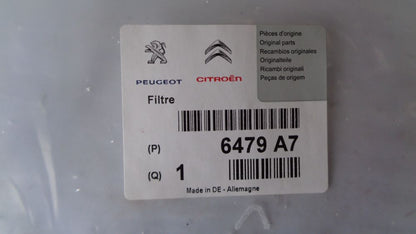 Pièces d'origine
Original parts
Recambios originales
Originalteile
Ricambi originali
Peças de origem
PEUGEOT CITROËN
Filtre
(P) 6479 A7
(Q) 1
Made in DE - Allemagne